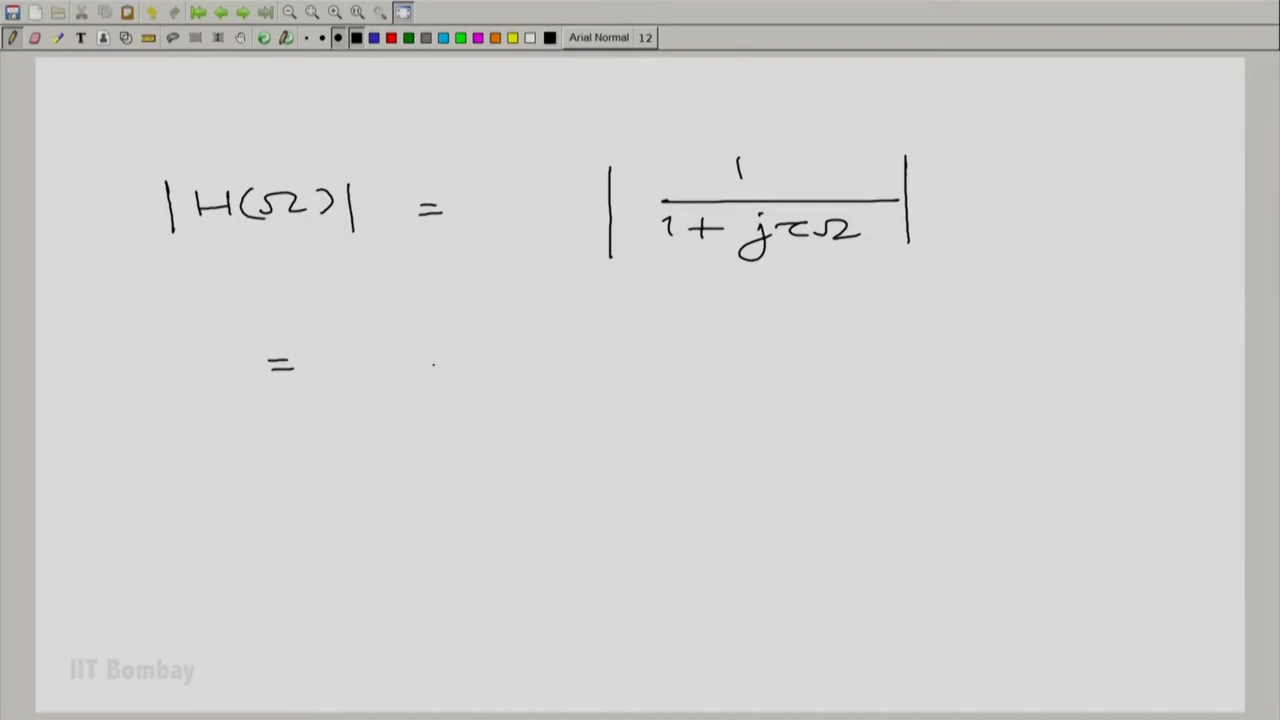 Arial Normal 12
|H(Ω)| = | 1 / (1 + jτΩ) |
=
IIT Bombay